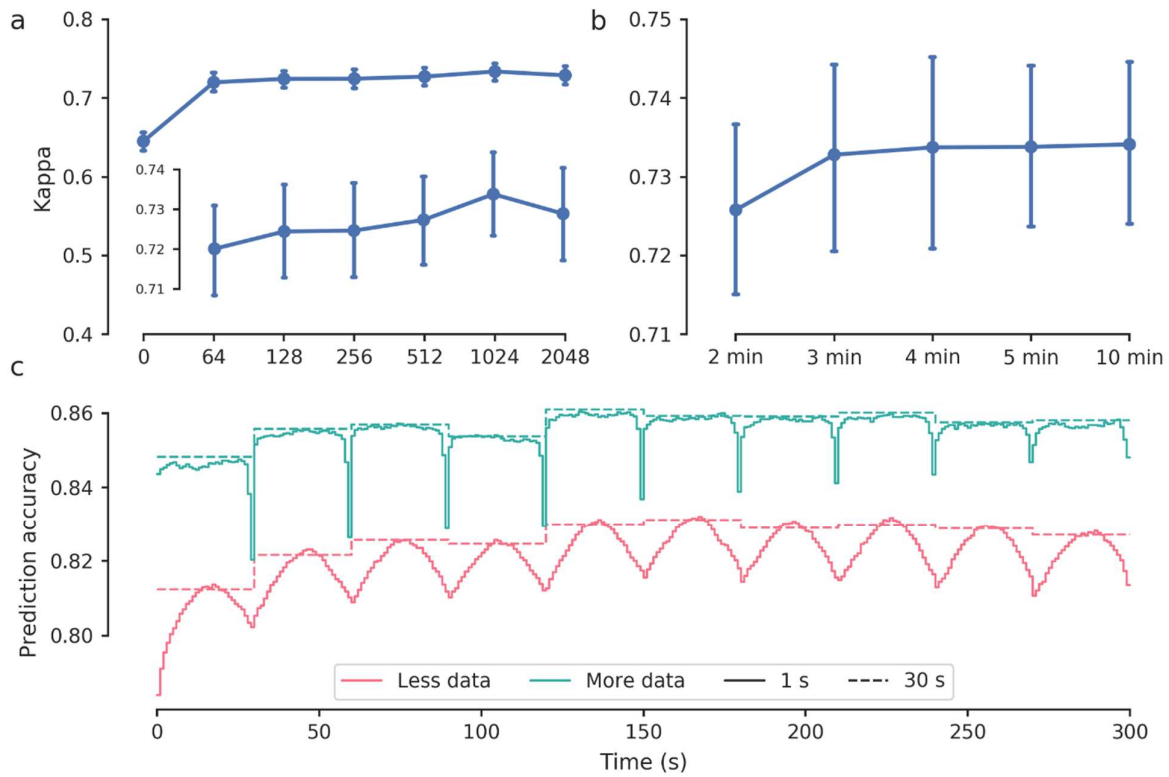 a
0.8
0.7
0.6
0.5
0.4
Kappa
0.74
0.73
0.72
0.71
0 64 128 256 512 1024 2048
b
0.75
0.74
0.73
0.72
0.71
2 min 3 min 4 min 5 min 10 min
c
0.86
0.84
0.82
0.80
Prediction accuracy
Less data More data 1 s 30 s
0 50 100 150 200 250 300
Time (s)